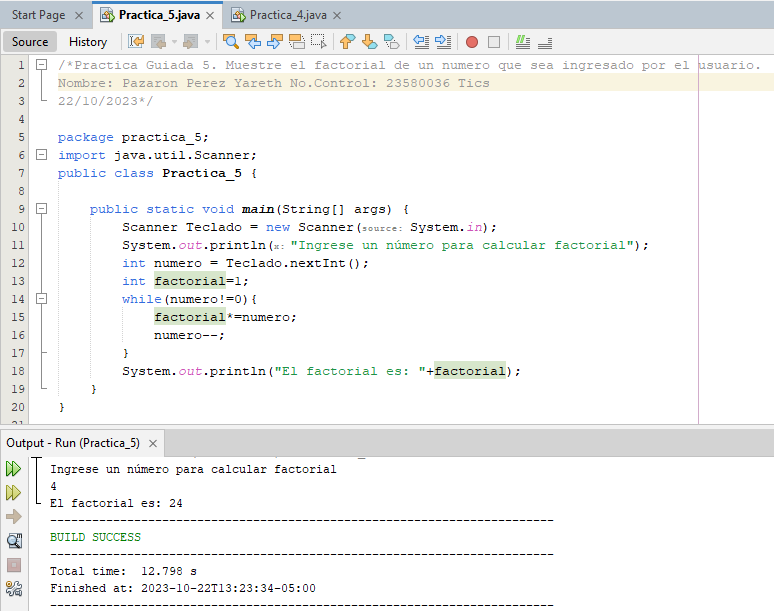 Start Page
Practica_5.java
Practica_4.java
Source
History
1 /*Practica Guiada 5. Muestre el factorial de un numero que sea ingresado por el usuario.
2 Nombre: Pazaron Perez Yareth No.Control: 23580036 Tics
3 22/10/2023*/
4
5 package practica_5;
6 import java.util.Scanner;
7 public class Practica_5 {
8
9 public static void main(String[] args) {
10 Scanner Teclado = new Scanner(source: System.in);
11 System.out.println(x: "Ingrese un número para calcular factorial");
12 int numero = Teclado.nextInt();
13 int factorial=1;
14 while(numero!=0){
15 factorial*=numero;
16 numero--;
17 }
18 System.out.println("El factorial es: "+factorial);
19 }
20 }
21
Output - Run (Practica_5)
Ingrese un número para calcular factorial
4
El factorial es: 24
------------------------------------------------------------------------
BUILD SUCCESS
------------------------------------------------------------------------
Total time:  12.798 s
Finished at: 2023-10-22T13:23:34-05:00
------------------------------------------------------------------------